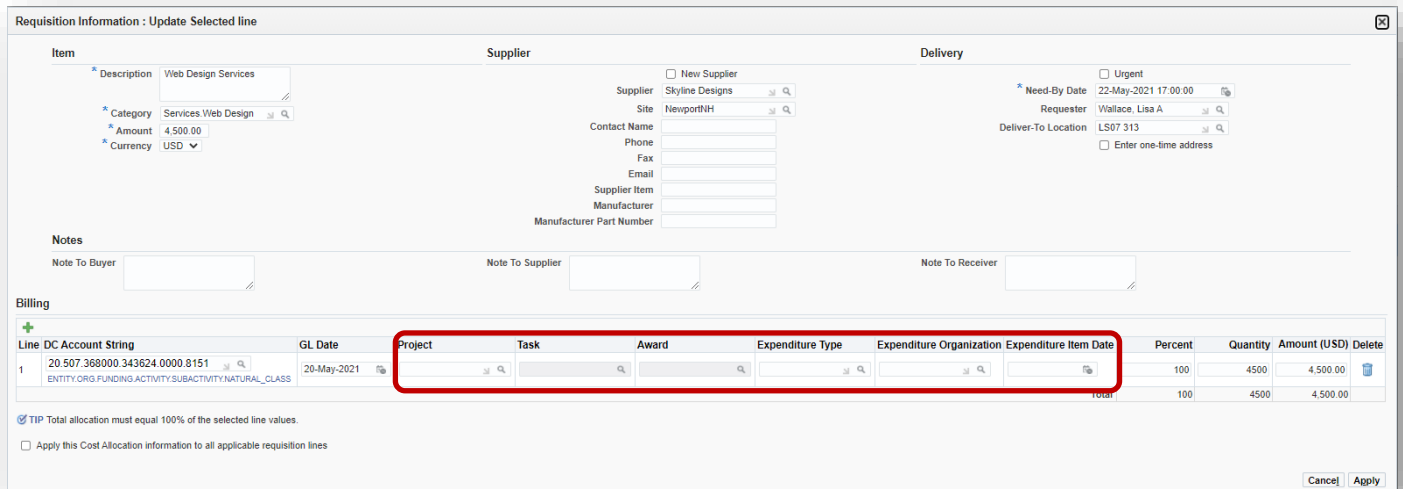 Requisition Information : Update Selected line
Item
* Description Web Design Services
* Category Services.Web Design
* Amount 4,500.00
* Currency USD
Supplier
New Supplier
Supplier Skyline Designs
Site NewportNH
Contact Name
Phone
Fax
Email
Supplier Item
Manufacturer
Manufacturer Part Number
Delivery
Urgent
* Need-By Date 22-May-2021 17:00:00
Requester Wallace, Lisa A
Deliver-To Location LS07 313
Enter one-time address
Notes
Note To Buyer
Note To Supplier
Note To Receiver
Billing
Line DC Account String GL Date Project Task Award Expenditure Type Expenditure Organization Expenditure Item Date Percent Quantity Amount (USD) Delete
1 20.507.368000.343624.0000.8151 20-May-2021 100 4500 4,500.00
ENTITY.ORG.FUNDING.ACTIVITY.SUBACTIVITY.NATURAL_CLASS
Total 100 4500 4,500.00
TIP Total allocation must equal 100% of the selected line values.
Apply this Cost Allocation information to all applicable requisition lines
Cancel Apply